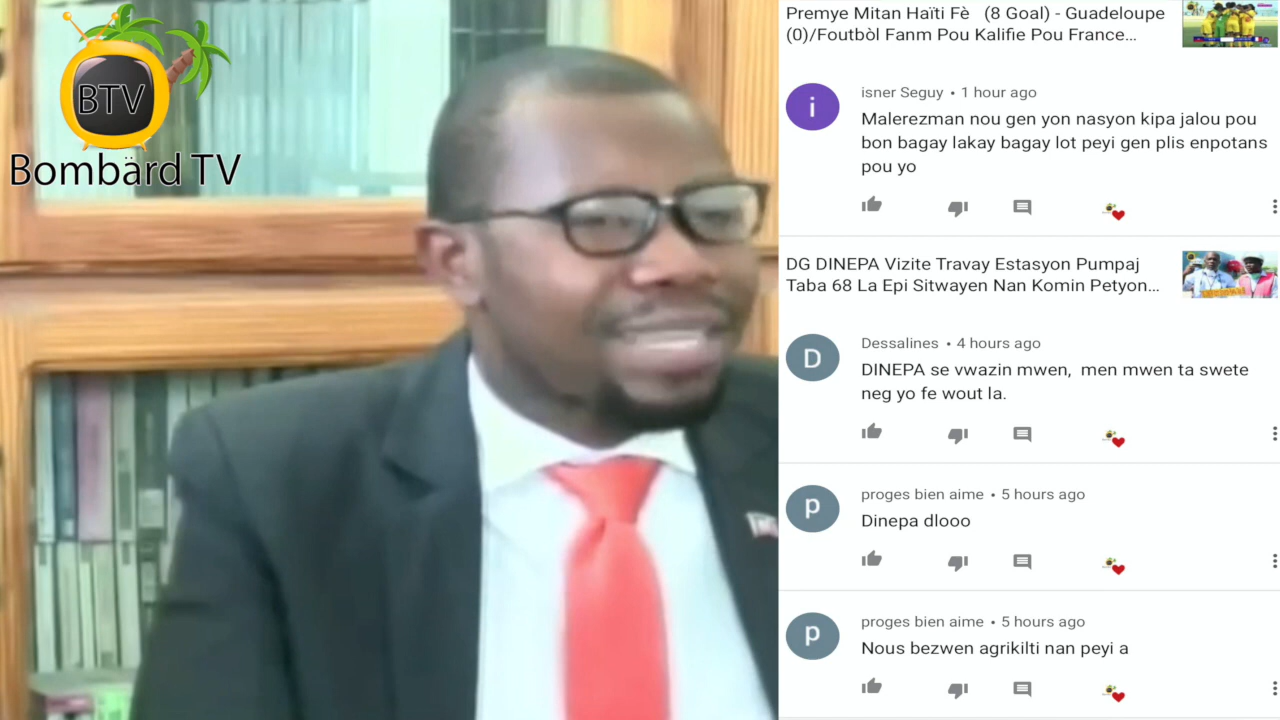 BTV
Bombärd TV
Premye Mitan Haïti Fè (8 Goal) - Guadeloupe
(0)/Foutbòl Fanm Pou Kalifie Pou France...
i
isner Seguy • 1 hour ago
Malerezman nou gen yon nasyon kipa jalou pou
bon bagay lakay bagay lot peyi gen plis enpotans
pou yo
DG DINEPA Vizite Travay Estasyon Pumpaj
Taba 68 La Epi Sitwayen Nan Komin Petyon...
D
Dessalines • 4 hours ago
DINEPA se vwazin mwen, men mwen ta swete
neg yo fe wout la.
p
proges bien aime • 5 hours ago
Dinepa dlooo
p
proges bien aime • 5 hours ago
Nous bezwen agrikilti nan peyi a